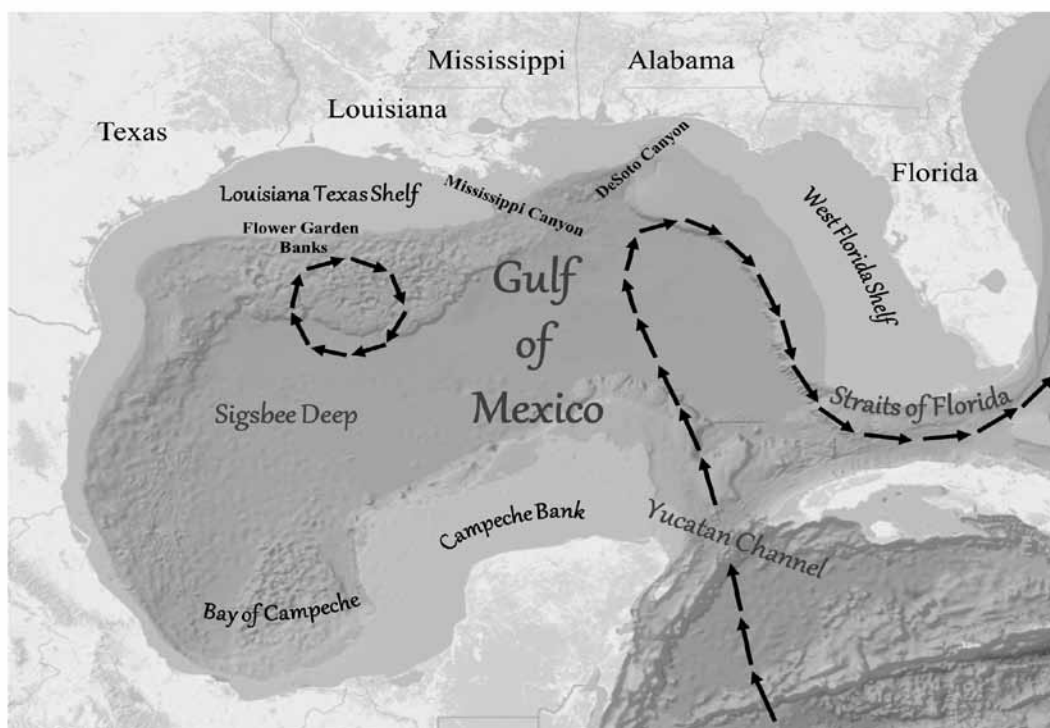 Mississippi
Alabama
Louisiana
Texas
DeSoto Canyon
Florida
Louisiana Texas Shelf
Mississippi Canyon
West Florida Shelf
Flower Garden
Banks
Gulf
of
Mexico
Sigsbee Deep
Straits of Florida
Campeche Bank
Yucatan Channel
Bay of Campeche